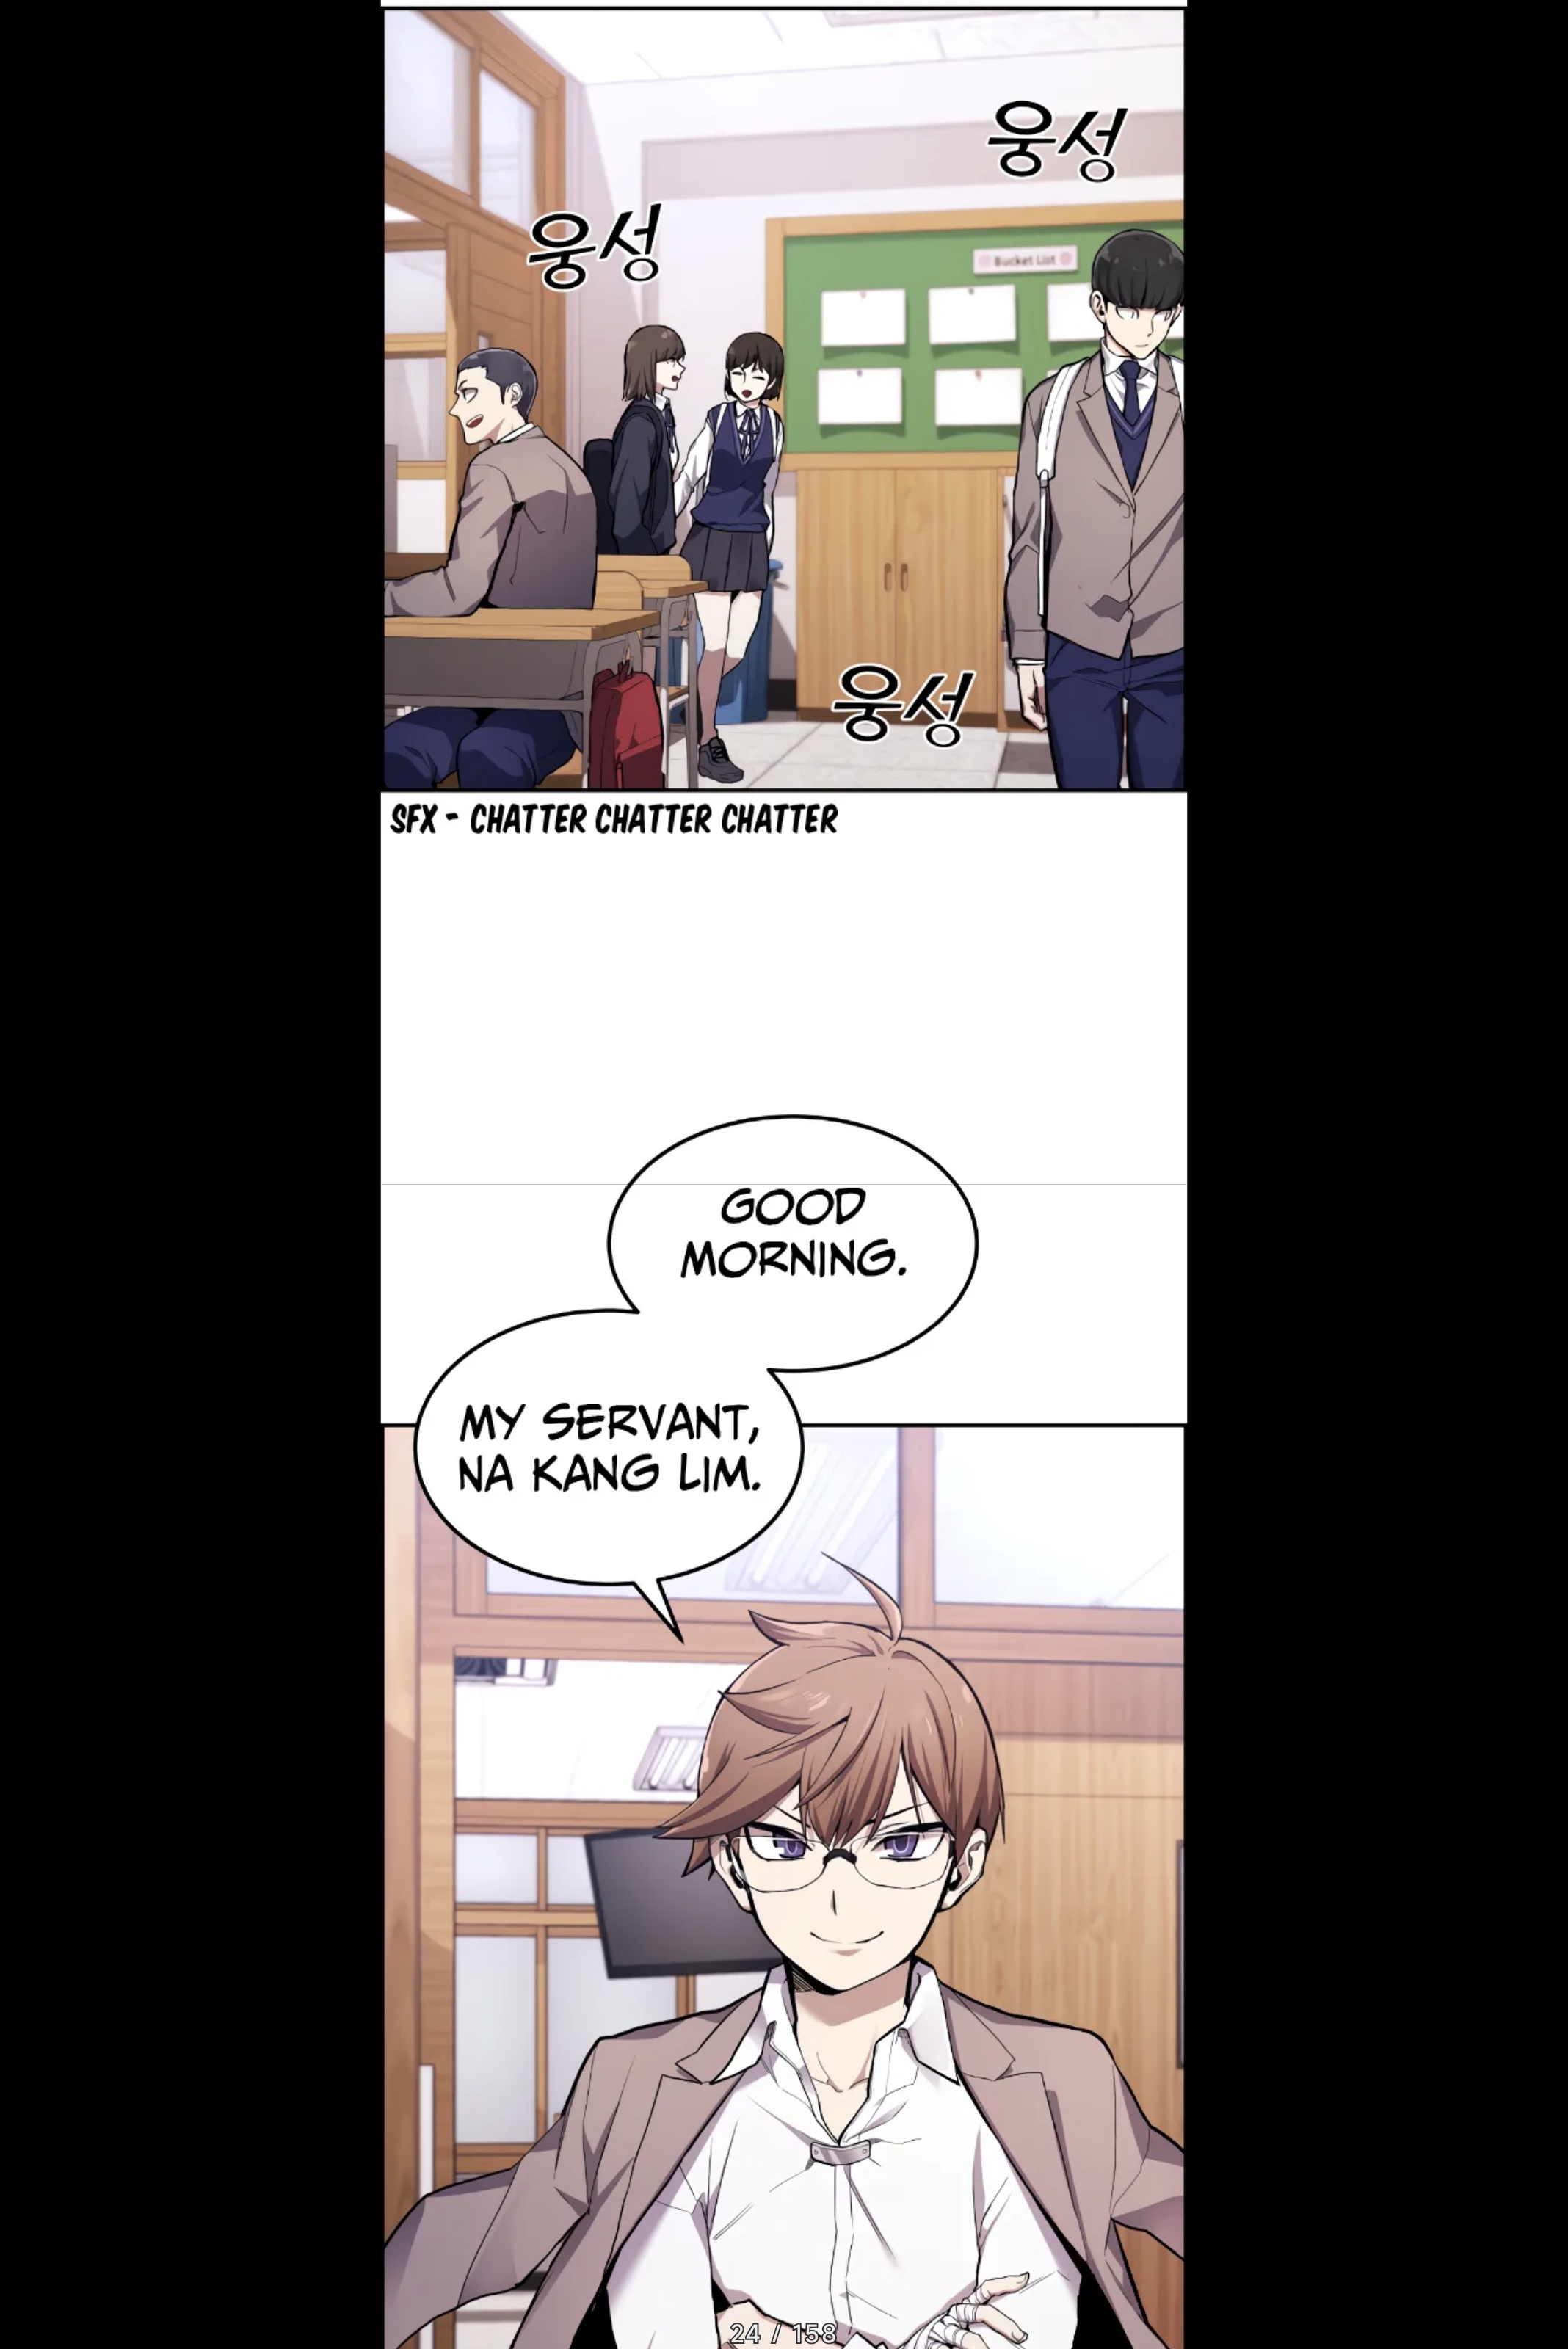 웅성
웅성
Bucket List
웅성
SFX - CHATTER CHATTER CHATTER
GOOD
MORNING.
MY SERVANT,
NA KANG LIM.
24 / 158